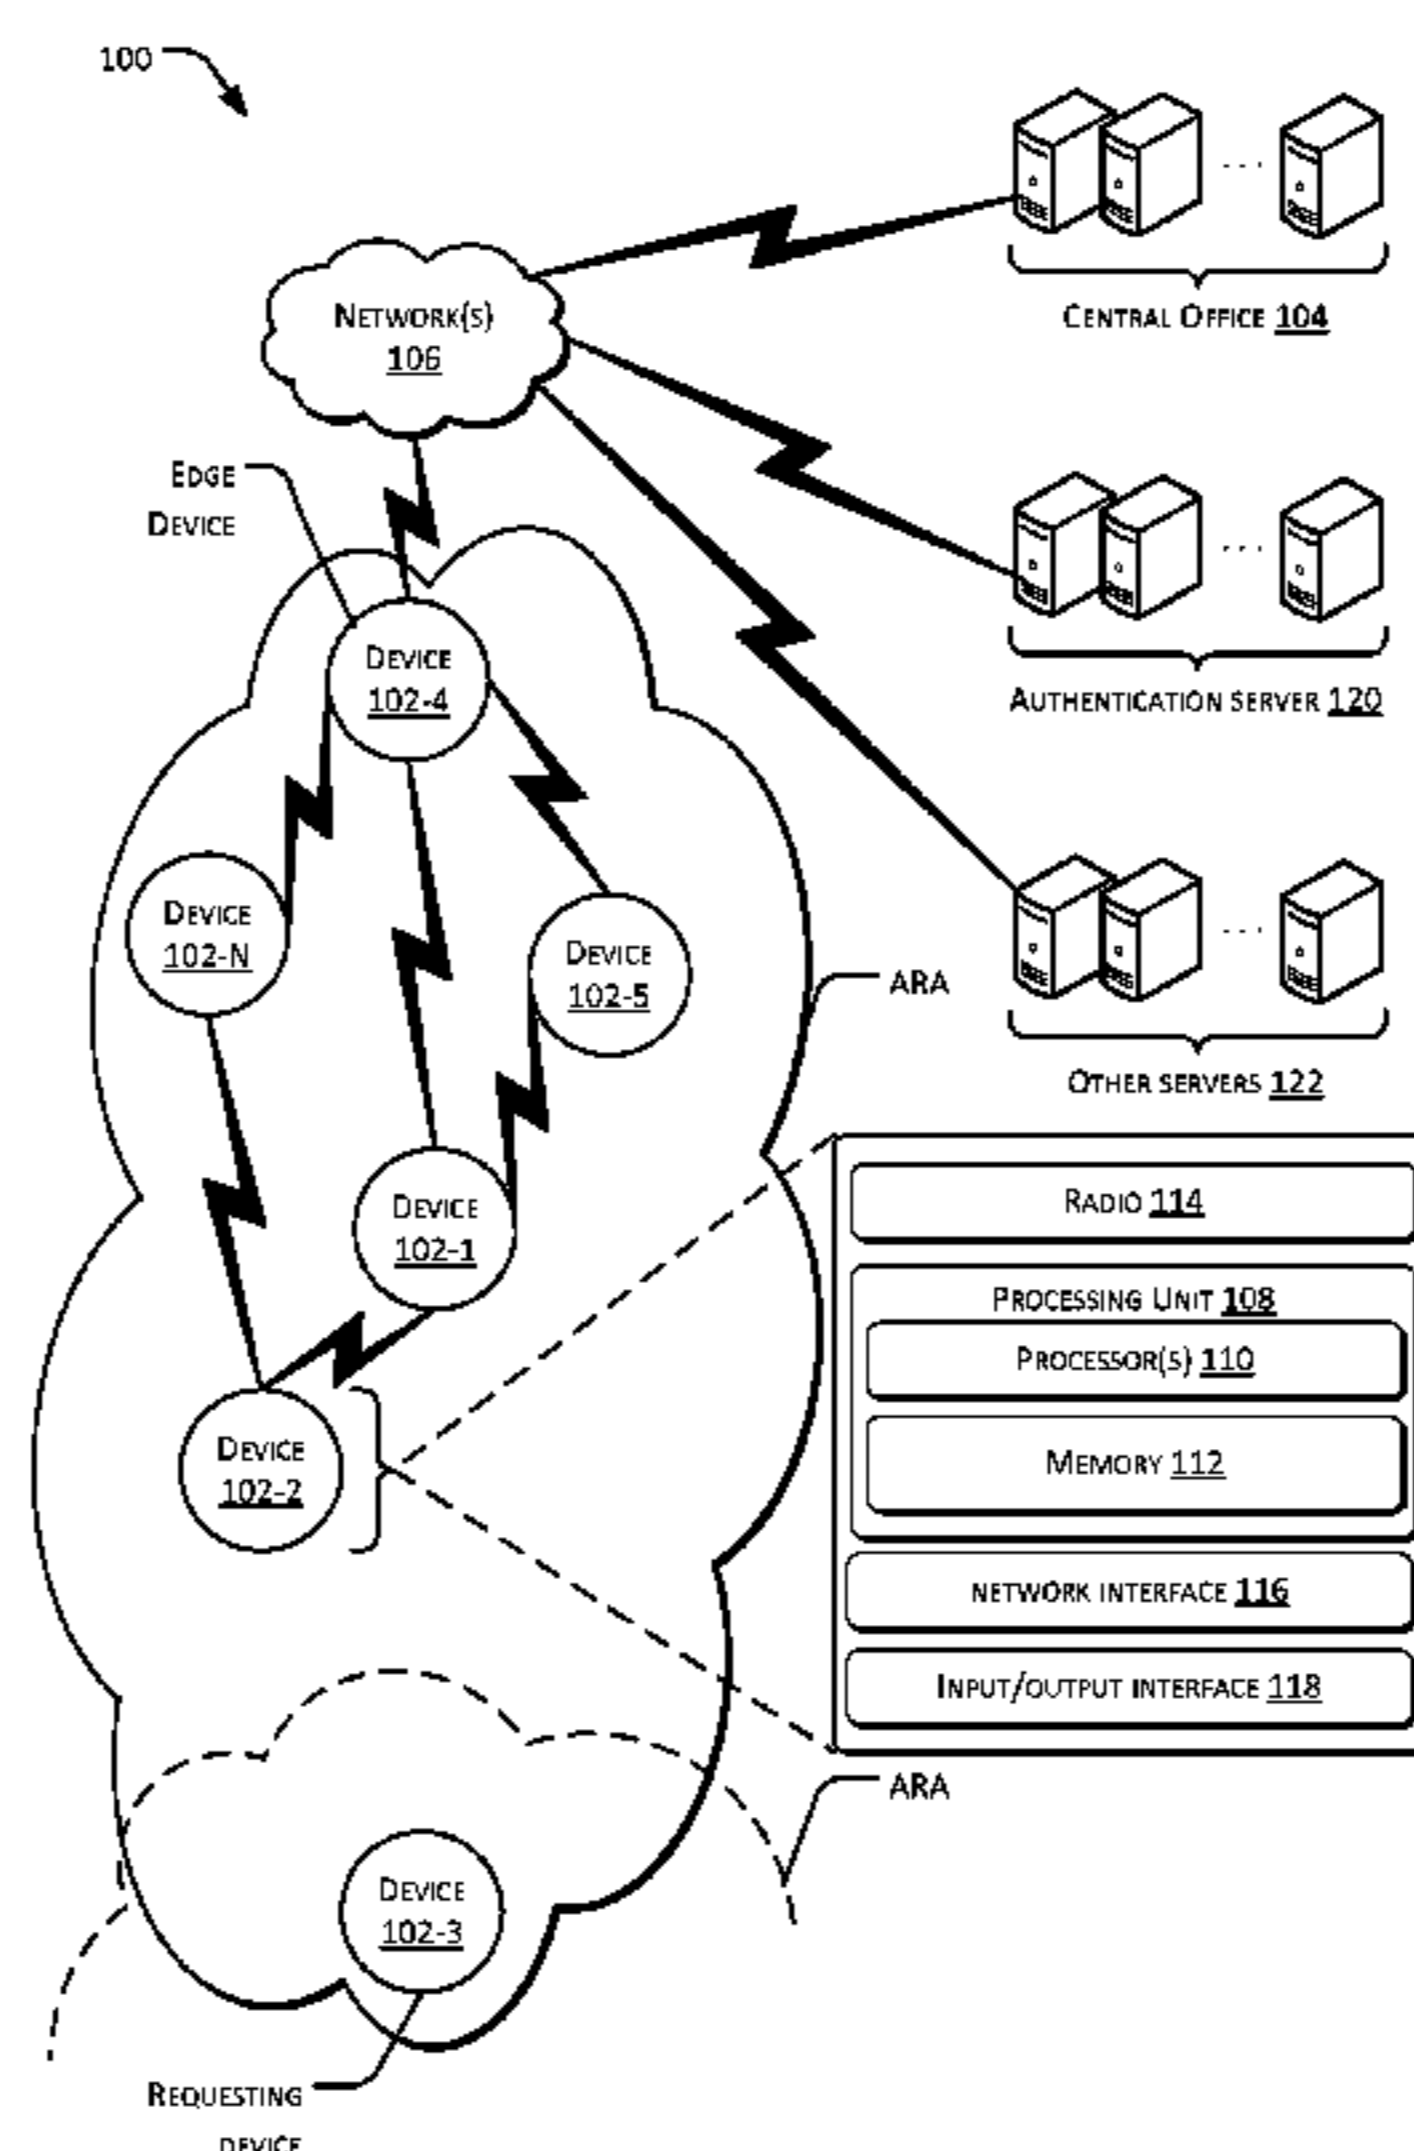 100
NETWORK(S)
106
CENTRAL OFFICE 104
EDGE
DEVICE
AUTHENTICATION SERVER 120
DEVICE
102-4
DEVICE
102-N
DEVICE
102-5
ARA
OTHER SERVERS 122
DEVICE
102-1
RADIO 114
PROCESSING UNIT 108
PROCESSOR(S) 110
MEMORY 112
DEVICE
102-2
NETWORK INTERFACE 116
INPUT/OUTPUT INTERFACE 118
ARA
DEVICE
102-3
REQUESTING
DEVICE